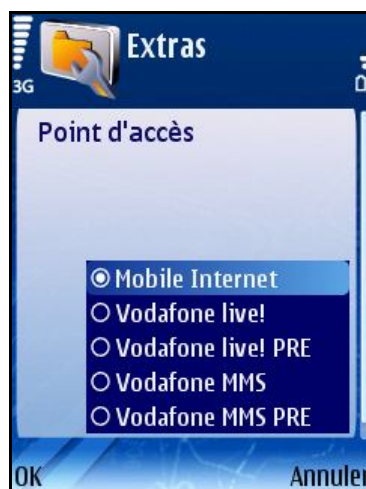 Extras
3G
Point d'accès
Mobile Internet
Vodafone live!
Vodafone live! PRE
Vodafone MMS
Vodafone MMS PRE
OK Annuler